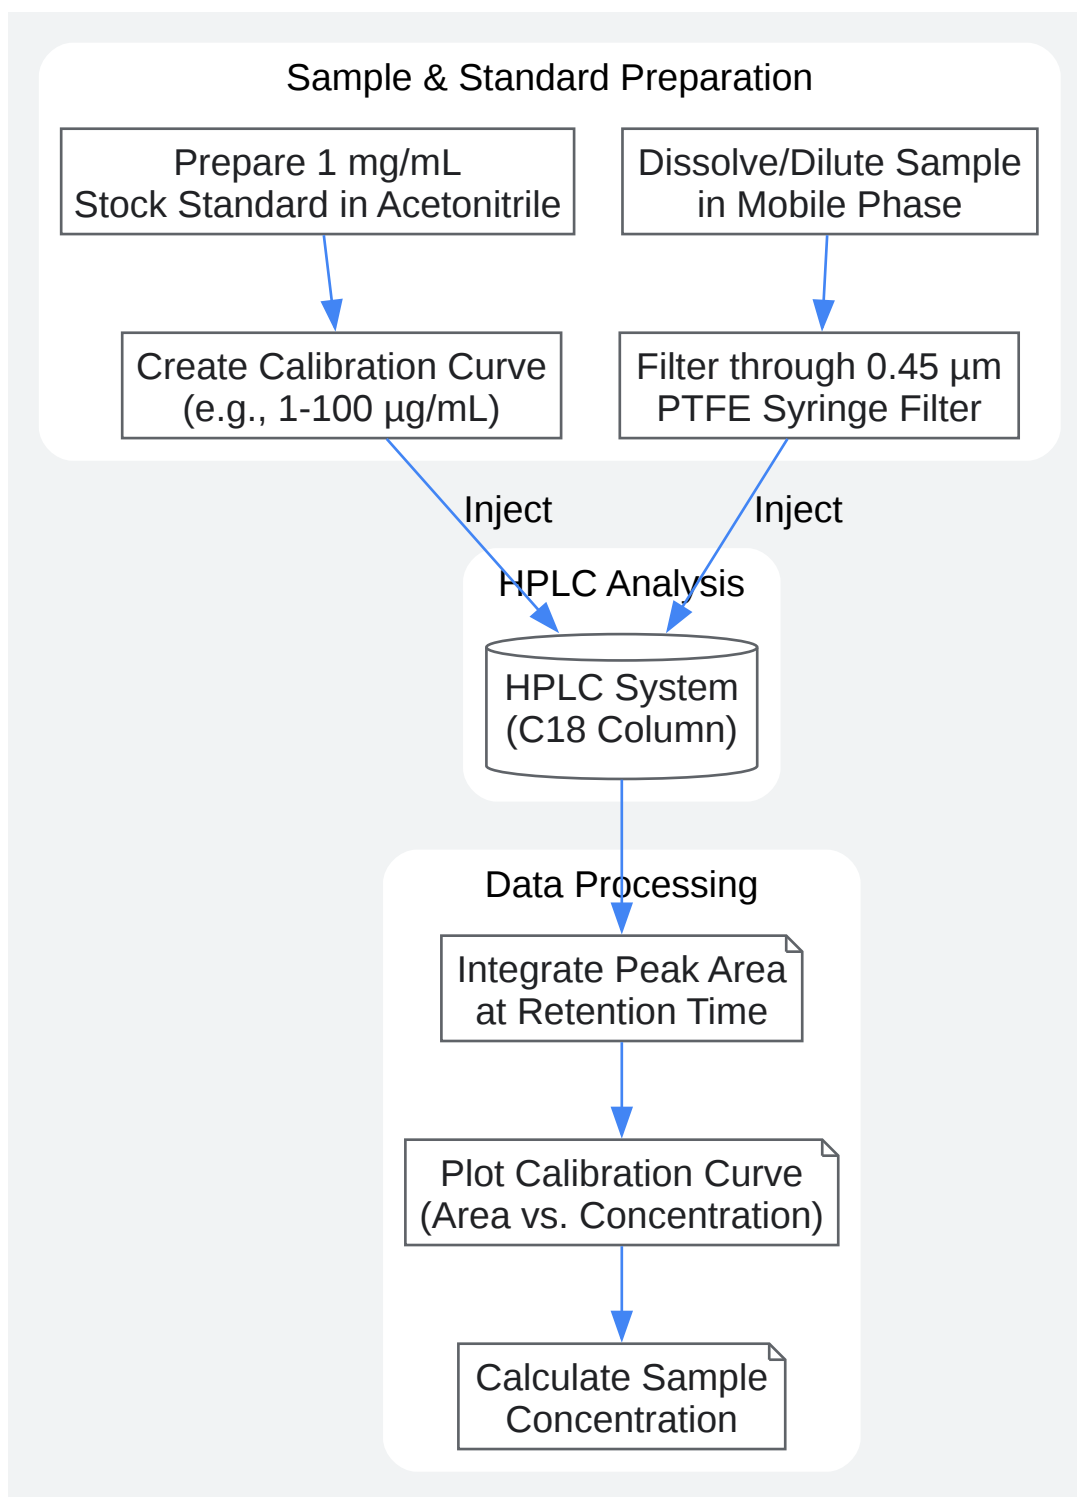 Sample & Standard Preparation
Prepare 1 mg/mL
Stock Standard in Acetonitrile
Dissolve/Dilute Sample
in Mobile Phase
Create Calibration Curve
(e.g., 1-100 µg/mL)
Filter through 0.45 µm
PTFE Syringe Filter
Inject
Inject
HPLC Analysis
HPLC System
(C18 Column)
Data Processing
Integrate Peak Area
at Retention Time
Plot Calibration Curve
(Area vs. Concentration)
Calculate Sample
Concentration